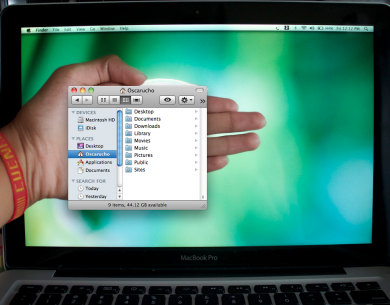 Finder File Edit View Go Window Help
Oscarucho
DEVICES
Macintosh HD
iDisk
PLACES
Desktop
Oscarucho
Applications
Documents
SEARCH FOR
Today
Yesterday
Desktop
Documents
Downloads
Library
Movies
Music
Pictures
Public
Sites
9 items, 44.12 GB available
MacBook Pro